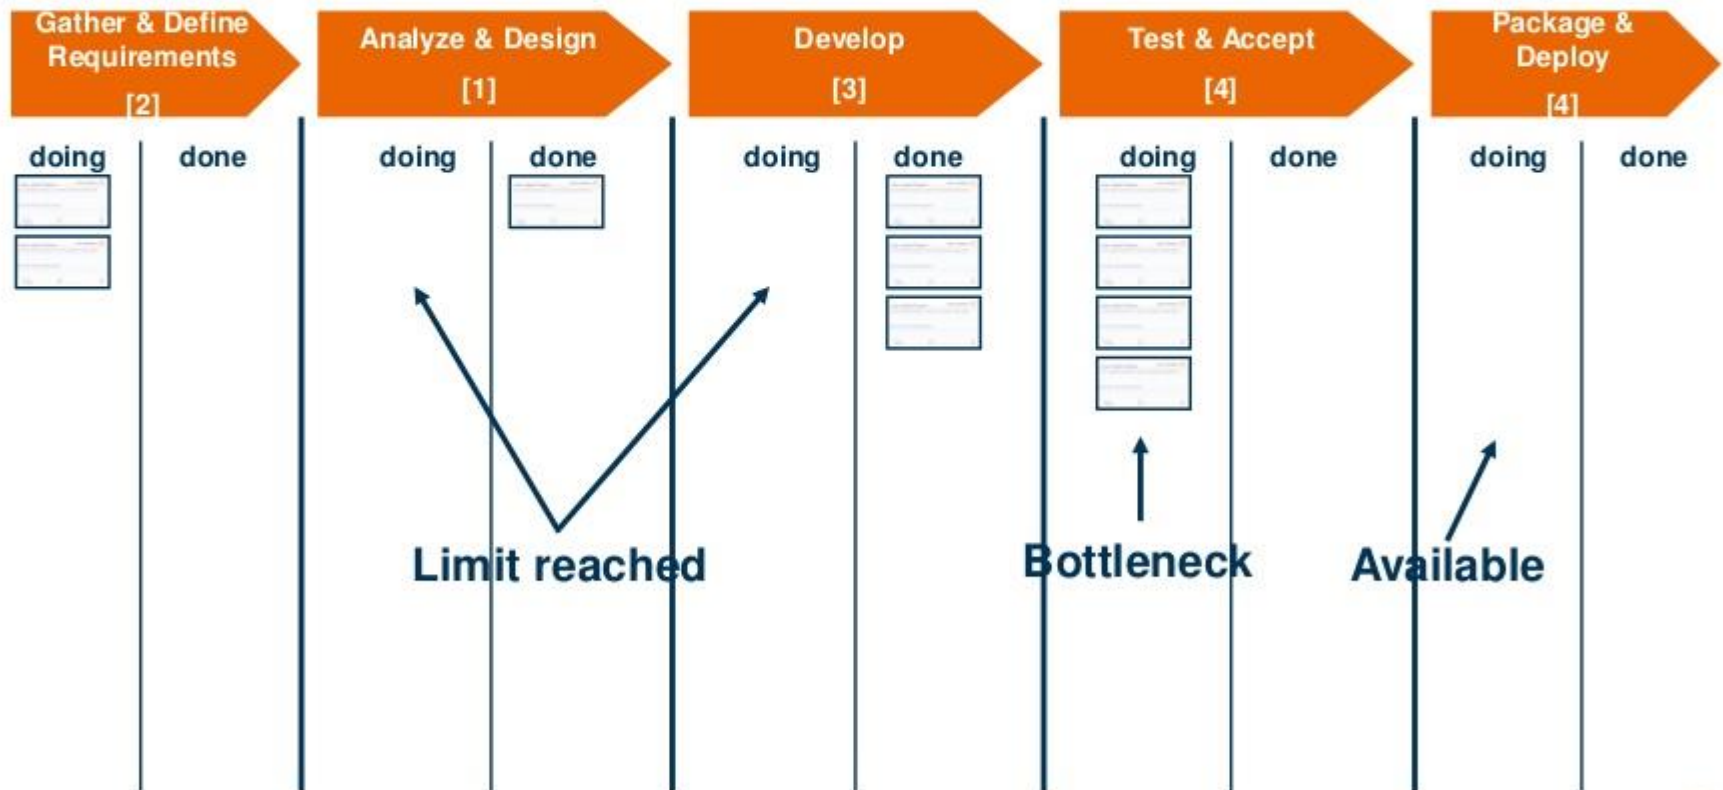 Gather & Define
Requirements
[2]
Analyze & Design
[1]
Develop
[3]
Test & Accept
[4]
Package &
Deploy
[4]
doing
done
doing
done
doing
done
doing
done
doing
done
Limit reached
Bottleneck
Available